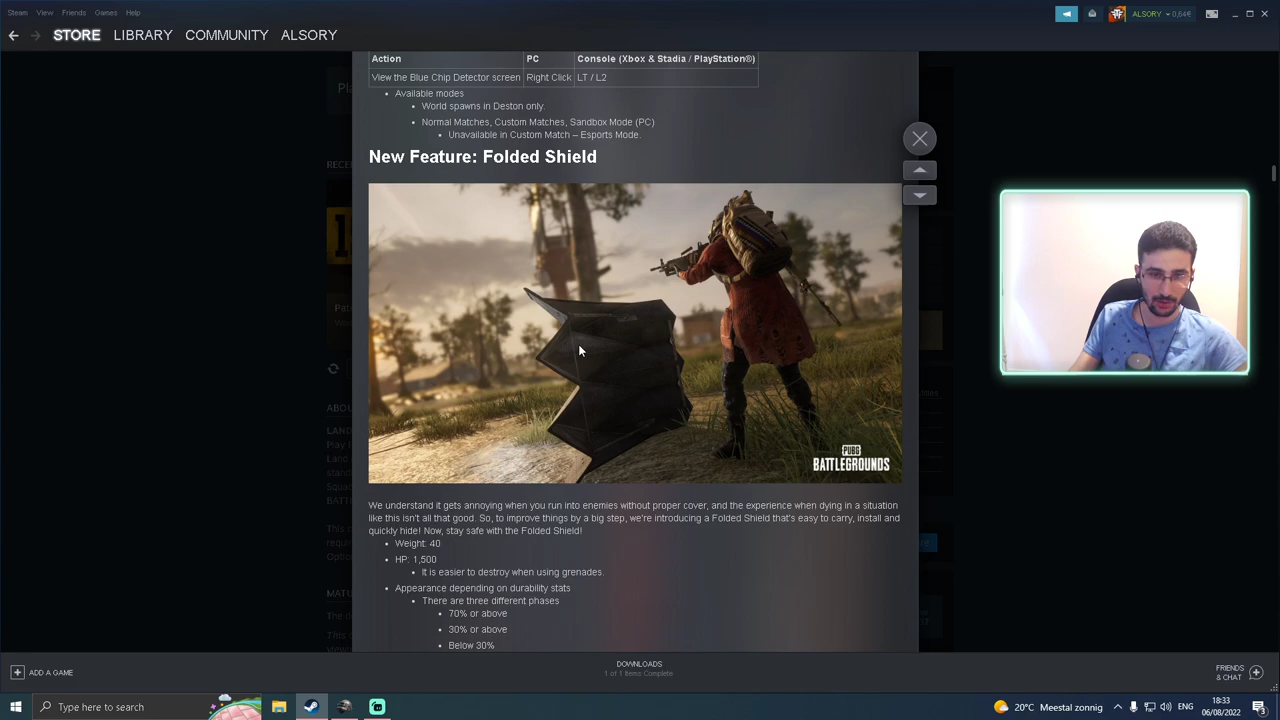 Steam View Friends Games Help
ALSORY 0,64€
STORE LIBRARY COMMUNITY ALSORY
Action PC Console (Xbox & Stadia / PlayStation®)
View the Blue Chip Detector screen Right Click LT / L2
Available modes
World spawns in Deston only.
Normal Matches, Custom Matches, Sandbox Mode (PC)
Unavailable in Custom Match – Esports Mode.
New Feature: Folded Shield
PUBG
BATTLEGROUNDS
We understand it gets annoying when you run into enemies without proper cover, and the experience when dying in a situation
like this isn't all that good. So, to improve things by a big step, we're introducing a Folded Shield that's easy to carry, install and
quickly hide! Now, stay safe with the Folded Shield!
Weight: 40
HP: 1,500
It is easier to destroy when using grenades.
Appearance depending on durability stats
There are three different phases
70% or above
30% or above
Below 30%
ADD A GAME
DOWNLOADS
1 of 1 Items Complete
FRIENDS
& CHAT
Type here to search
20°C Meestal zonnig
ENG
18:33
06/08/2022